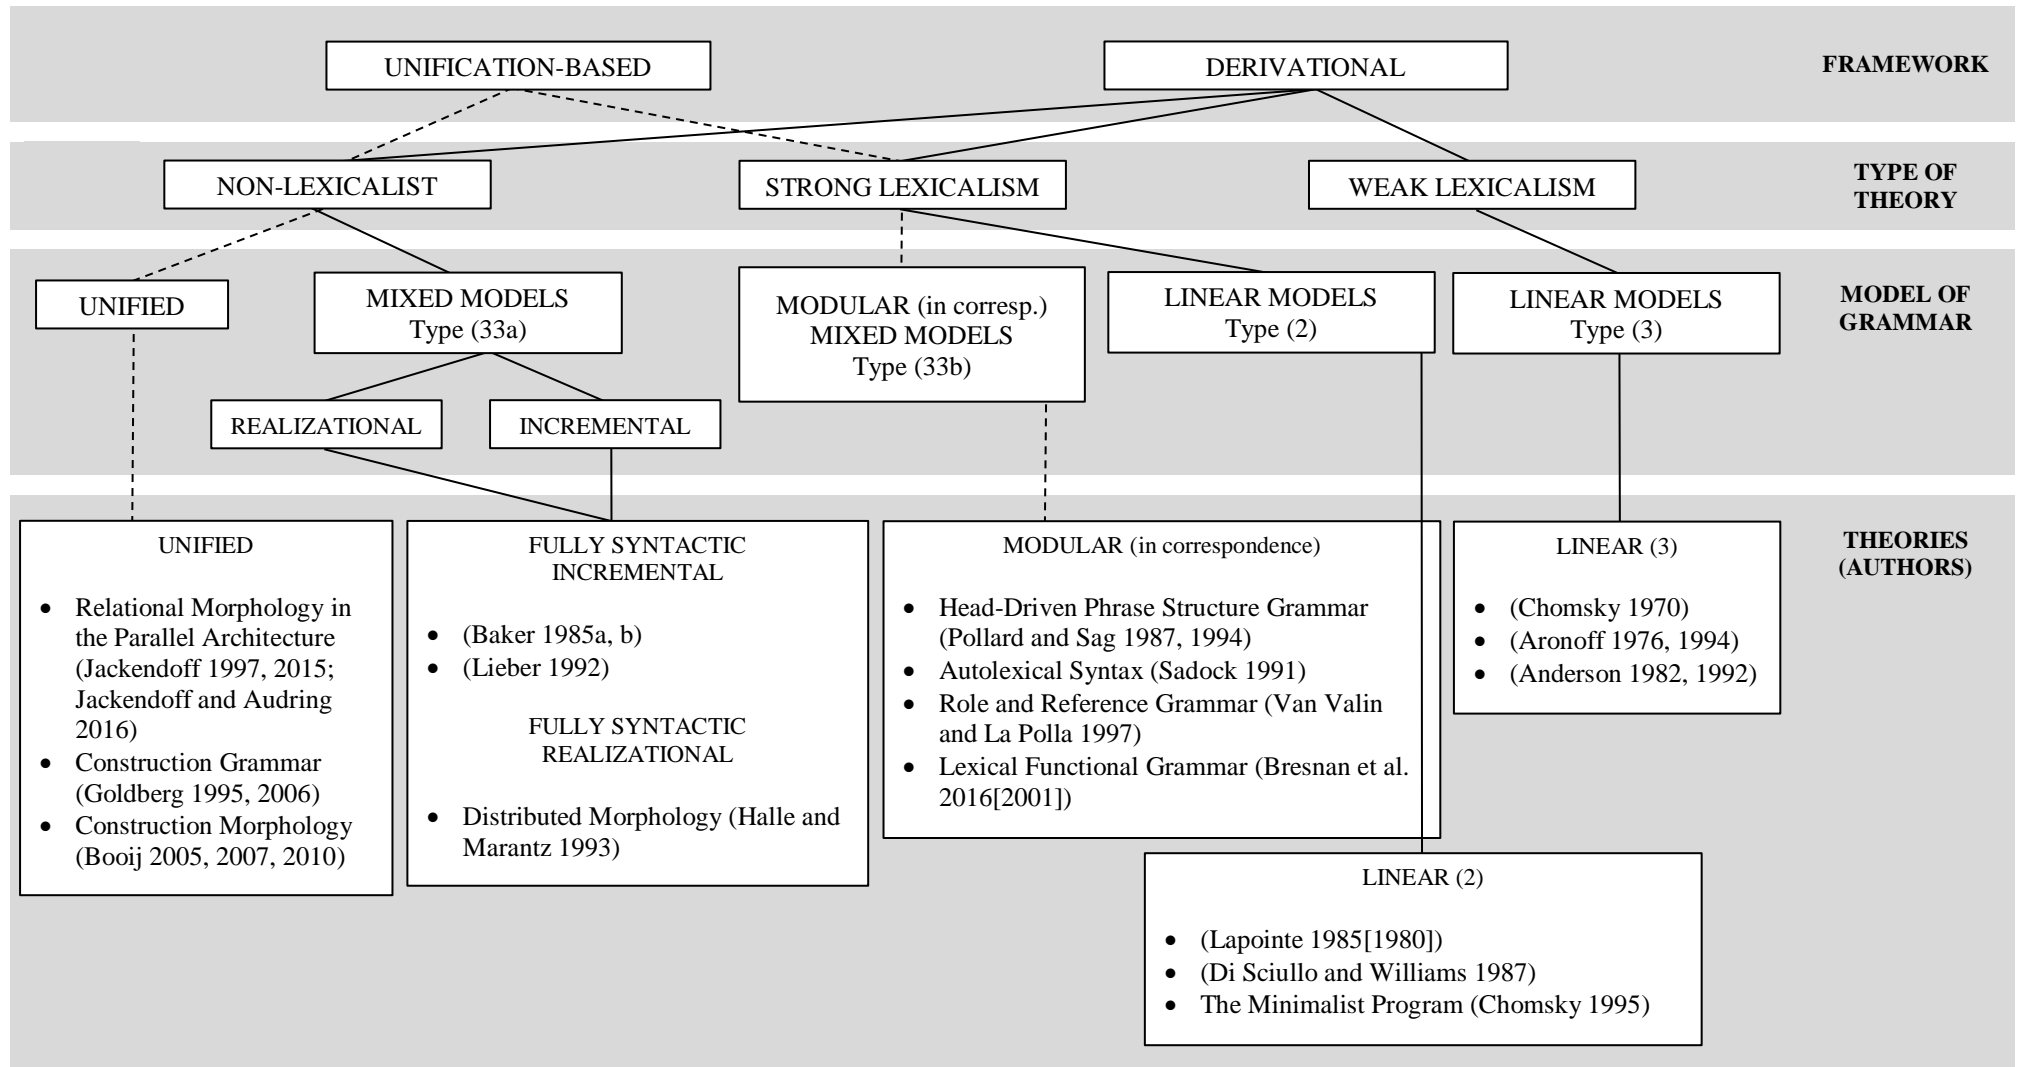 UNIFICATION-BASED
DERIVATIONAL
FRAMEWORK
NON-LEXICALIST
STRONG LEXICALISM
WEAK LEXICALISM
TYPE OF
THEORY
UNIFIED
MIXED MODELS
Type (33a)
MODULAR (in corresp.)
MIXED MODELS
Type (33b)
LINEAR MODELS
Type (2)
LINEAR MODELS
Type (3)
MODEL OF
GRAMMAR
REALIZATIONAL
INCREMENTAL
UNIFIED
• Relational Morphology in
the Parallel Architecture
(Jackendoff 1997, 2015;
Jackendoff and Audring
2016)
• Construction Grammar
(Goldberg 1995, 2006)
• Construction Morphology
(Booij 2005, 2007, 2010)
FULLY SYNTACTIC
INCREMENTAL
• (Baker 1985a, b)
• (Lieber 1992)
FULLY SYNTACTIC
REALIZATIONAL
• Distributed Morphology (Halle and
Marantz 1993)
MODULAR (in correspondence)
• Head-Driven Phrase Structure Grammar
(Pollard and Sag 1987, 1994)
• Autolexical Syntax (Sadock 1991)
• Role and Reference Grammar (Van Valin
and La Polla 1997)
• Lexical Functional Grammar (Bresnan et al.
2016[2001])
LINEAR (3)
• (Chomsky 1970)
• (Aronoff 1976, 1994)
• (Anderson 1982, 1992)
THEORIES
(AUTHORS)
LINEAR (2)
• (Lapointe 1985[1980])
• (Di Sciullo and Williams 1987)
• The Minimalist Program (Chomsky 1995)